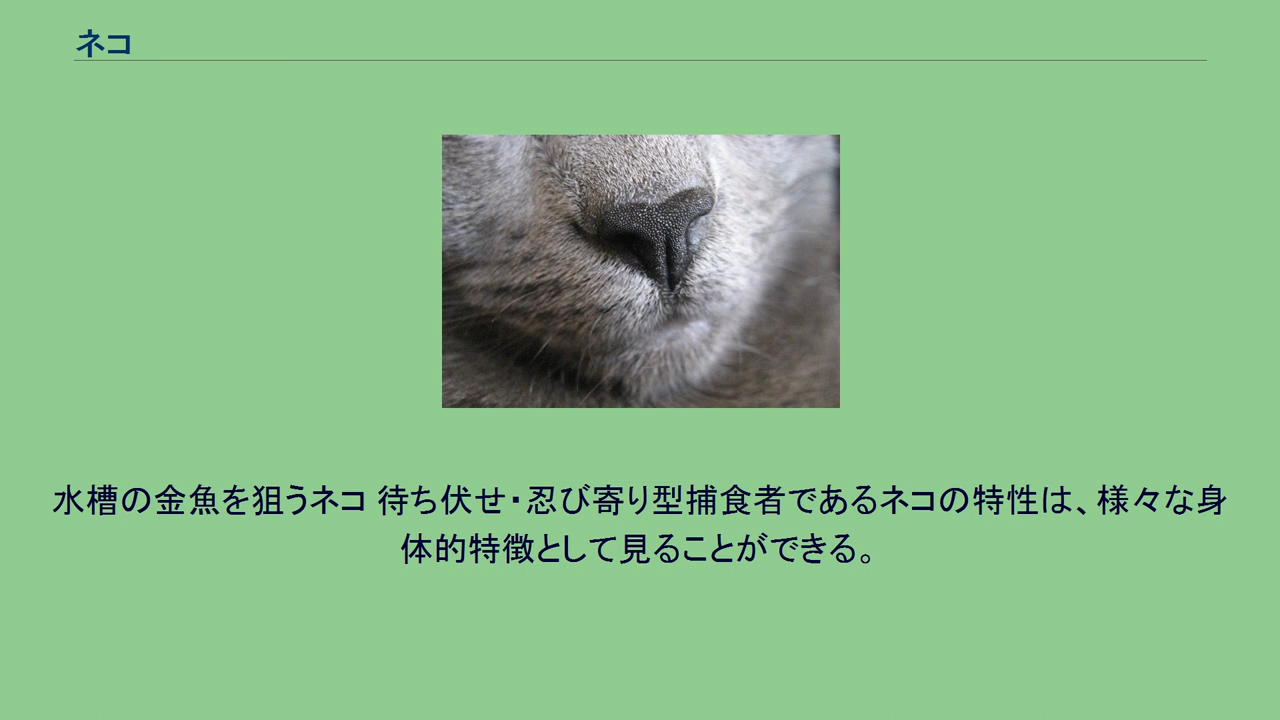 ネコ
水槽の金魚を狙うネコ 待ち伏せ・忍び寄り型捕食者であるネコの特性は、様々な身
体的特徴として見ることができる。